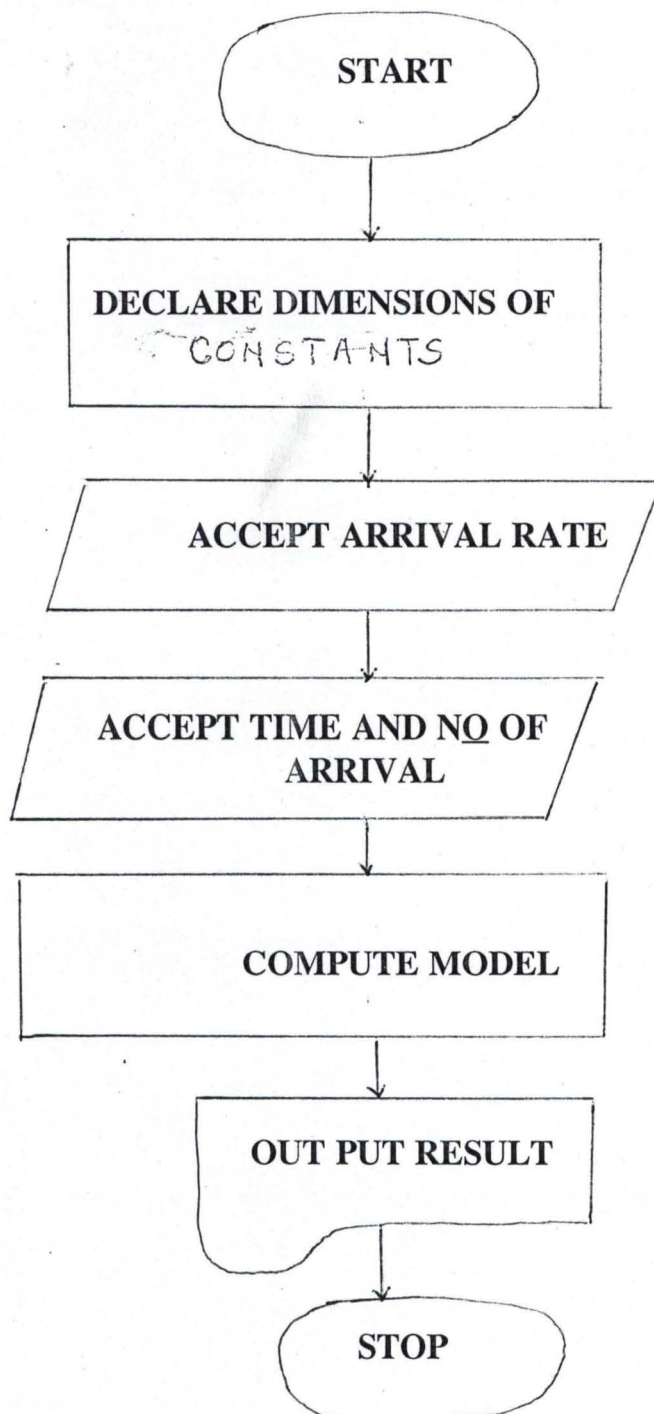 START
DECLARE DIMENSIONS OF
CONSTANTS
ACCEPT ARRIVAL RATE
ACCEPT TIME AND NO OF
ARRIVAL
COMPUTE MODEL
OUT PUT RESULT
STOP